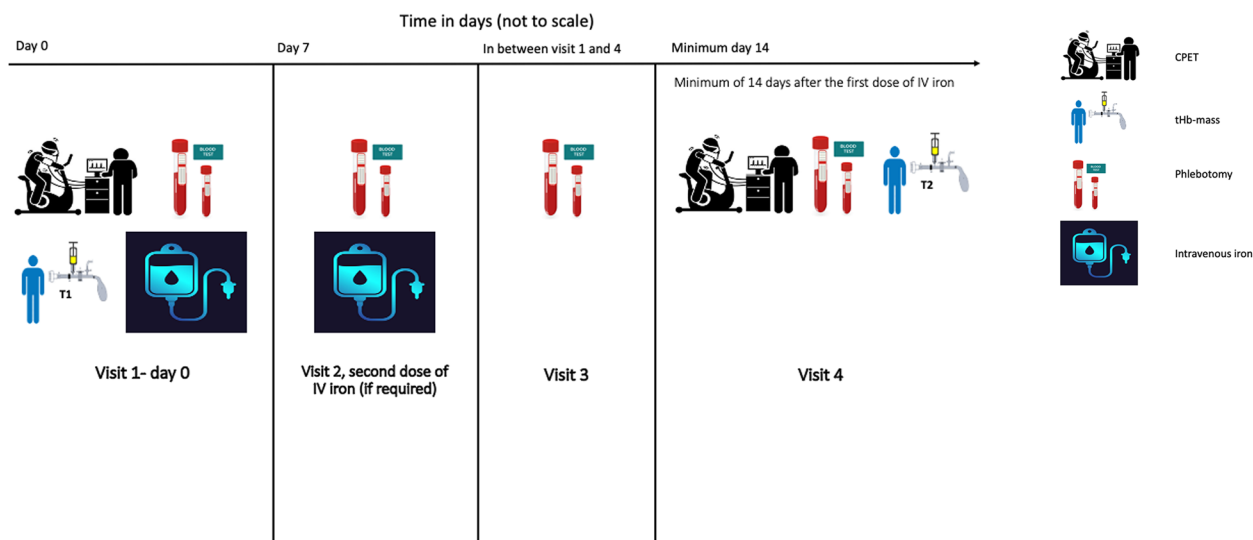 Time in days (not to scale)
Day 0
Day 7
In between visit 1 and 4
Minimum day 14
Minimum of 14 days after the first dose of IV iron
BLOOD
TEST
BLOOD
TEST
BLOOD
TEST
BLOOD
TEST
T2
T1
Visit 1- day 0
Visit 2, second dose of
IV iron (if required)
Visit 3
Visit 4
CPET
tHb-mass
BLOOD
TEST
Phlebotomy
Intravenous iron